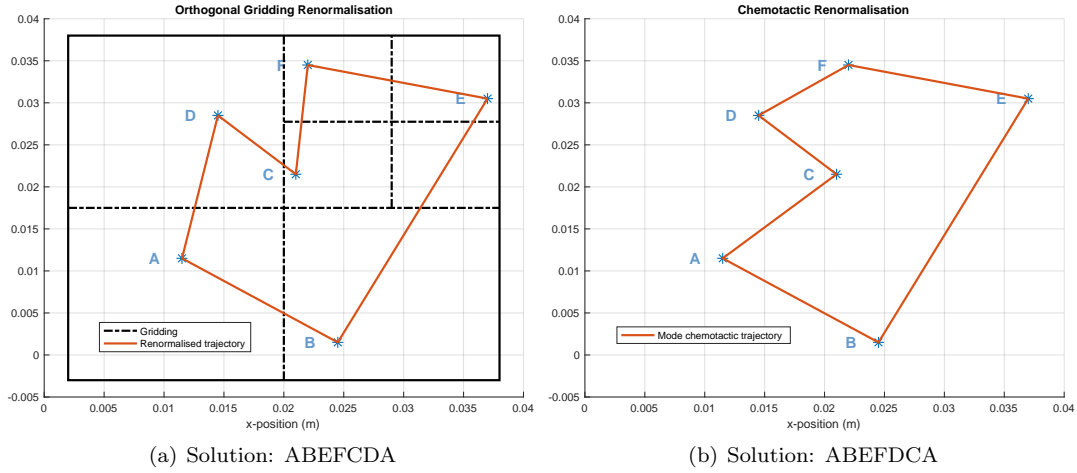 Orthogonal Gridding Renormalisation
0.04
0.035
0.03
0.025
0.02
0.015
0.01
0.005
0
-0.005
F
E
D
C
A
B
Gridding
Renormalised trajectory
0 0.005 0.01 0.015 0.02 0.025 0.03 0.035 0.04
x-position (m)
(a) Solution: ABEFCDA
Chemotactic Renormalisation
0.04
0.035
0.03
0.025
0.02
0.015
0.01
0.005
0
-0.005
F
E
D
C
A
B
Mode chemotactic trajectory
0 0.005 0.01 0.015 0.02 0.025 0.03 0.035 0.04
x-position (m)
(b) Solution: ABEFDCA